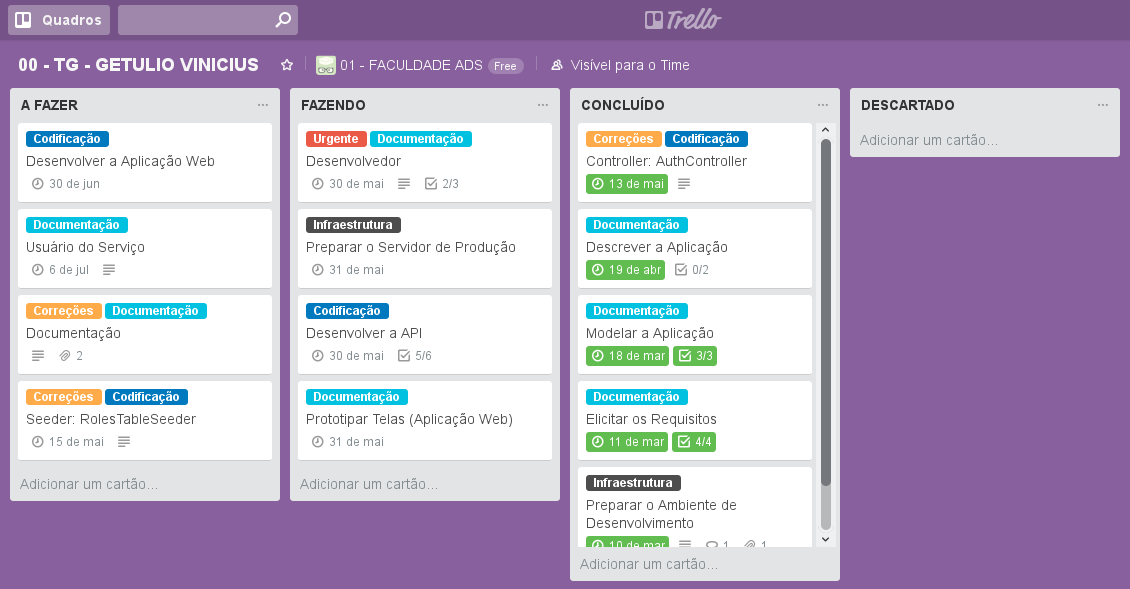 Quadros
Trello
00 - TG - GETULIO VINICIUS
01 - FACULDADE ADS Free
Visível para o Time
A FAZER
Codificação
Desenvolver a Aplicação Web
30 de jun
Documentação
Usuário do Serviço
6 de jul
Correções Documentação
Documentação
2
Correções Codificação
Seeder: RolesTableSeeder
15 de mai
Adicionar um cartão...
FAZENDO
Urgente Documentação
Desenvolvedor
30 de mai 2/3
Infraestrutura
Preparar o Servidor de Produção
31 de mai
Codificação
Desenvolver a API
30 de mai 5/6
Documentação
Prototipar Telas (Aplicação Web)
31 de mai
Adicionar um cartão...
CONCLUÍDO
Correções Codificação
Controller: AuthController
13 de mai
Documentação
Descrever a Aplicação
19 de abr 0/2
Documentação
Modelar a Aplicação
18 de mar 3/3
Documentação
Elicitar os Requisitos
11 de mar 4/4
Infraestrutura
Preparar o Ambiente de
Desenvolvimento
10 de mar 1 1
Adicionar um cartão...
DESCARTADO
Adicionar um cartão...